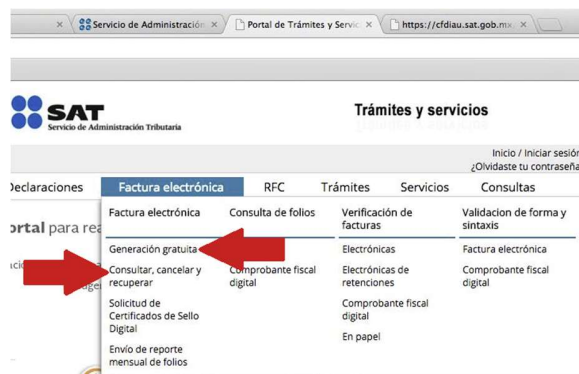 Servicio de Administración
Portal de Trámites y Servic
https://cfdiau.sat.gob.mx
SAT
Servicio de Administración Tributaria
Trámites y servicios
Inicio / Iniciar sesión
¿Olvidaste tu contraseña
Declaraciones Factura electrónica RFC Trámites Servicios Consultas
Factura electrónica
Generación gratuita
Consultar, cancelar y
recuperar
Solicitud de
Certificados de Sello
Digital
Envío de reporte
mensual de folios
Consulta de folios
Comprobante fiscal
digital
Verificación de
facturas
Electrónicas
Electrónicas de
retenciones
Comprobante fiscal
digital
En papel
Validacion de forma y
sintaxis
Factura electrónica
Comprobante fiscal
digital
ortal para rea